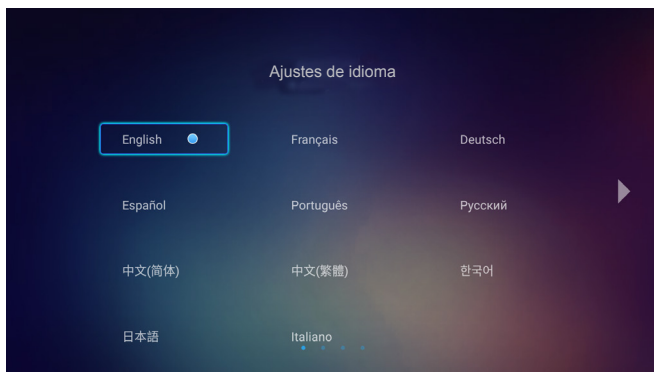 Ajustes de idioma
English Français Deutsch
Español Português Русский
中文(简体) 中文(繁體) 한국어
日本語 Italiano